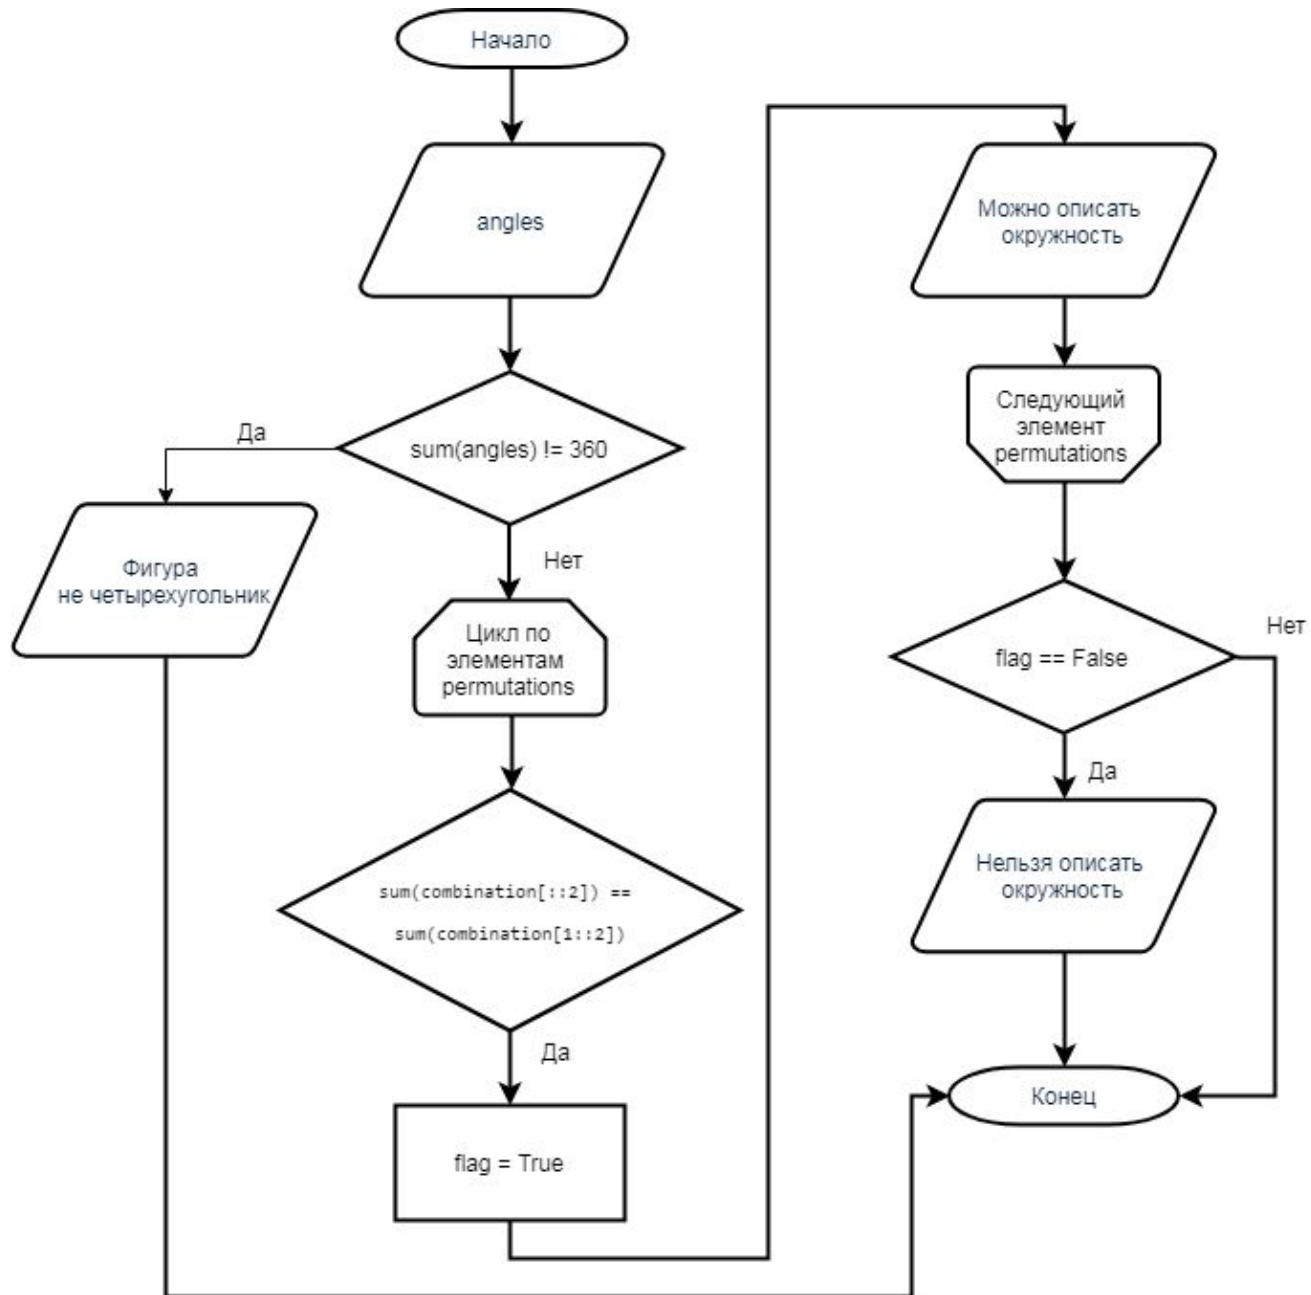 Начало
angles
sum(angles) != 360
Да
Фигура
не четырехугольник
Нет
Цикл по
элементам
permutations
sum(combination[::2]) ==
sum(combination[1::2])
Да
flag = True
Можно описать
окружность
Следующий
элемент
permutations
flag == False
Нет
Да
Нельзя описать
окружность
Конец